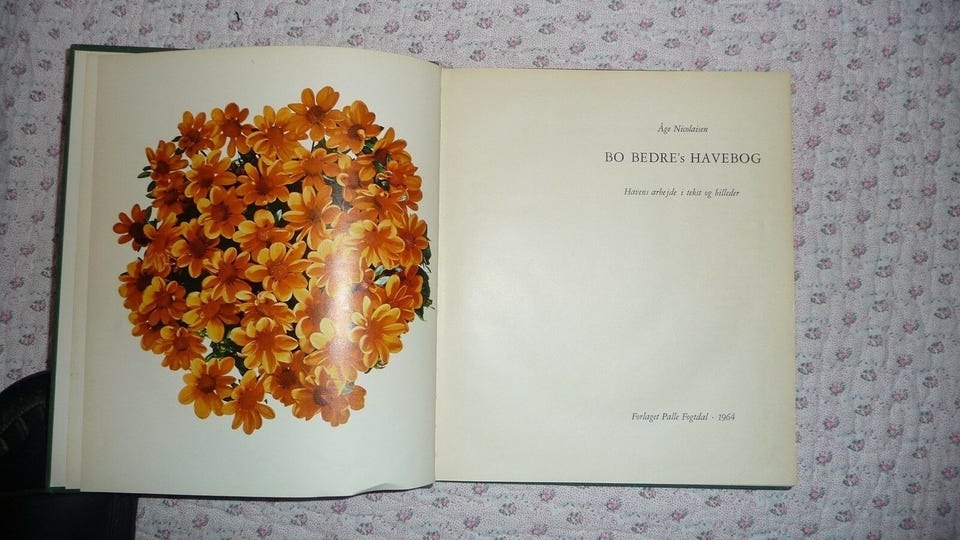 Åge Nicolaisen
BO BEDRE's HAVEBOG
Havens arbejde i tekst og billeder
Forlaget Palle Fogtdal · 1964